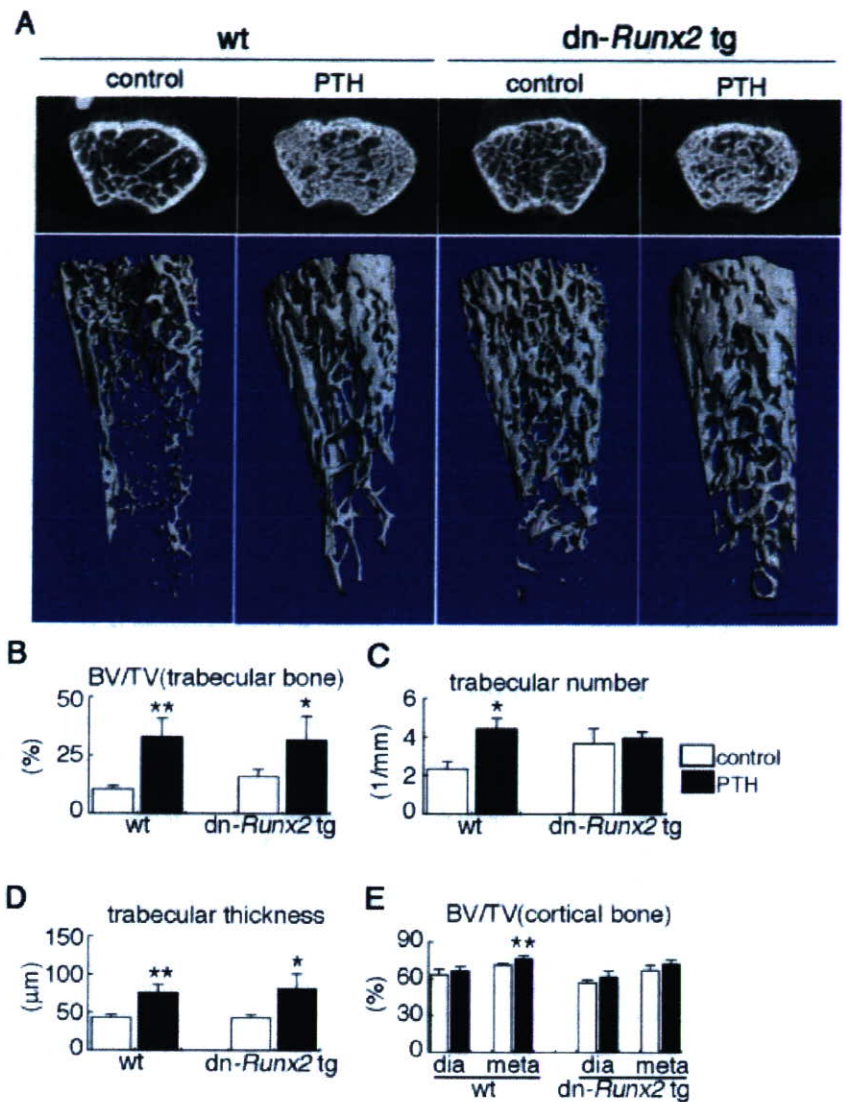 A
wt dn-Runx2 tg
control PTH control PTH
B
BV/TV(trabecular bone)
50
25
0
(%)
** *
wt dn-Runx2 tg
C
trabecular number
6
4
2
0
(1/mm)
*
wt dn-Runx2 tg
control
PTH
D
trabecular thickness
150
100
50
0
(μm)
** *
wt dn-Runx2 tg
E
BV/TV(cortical bone)
90
60
30
0
(%)
**
dia meta dia meta
wt dn-Runx2 tg